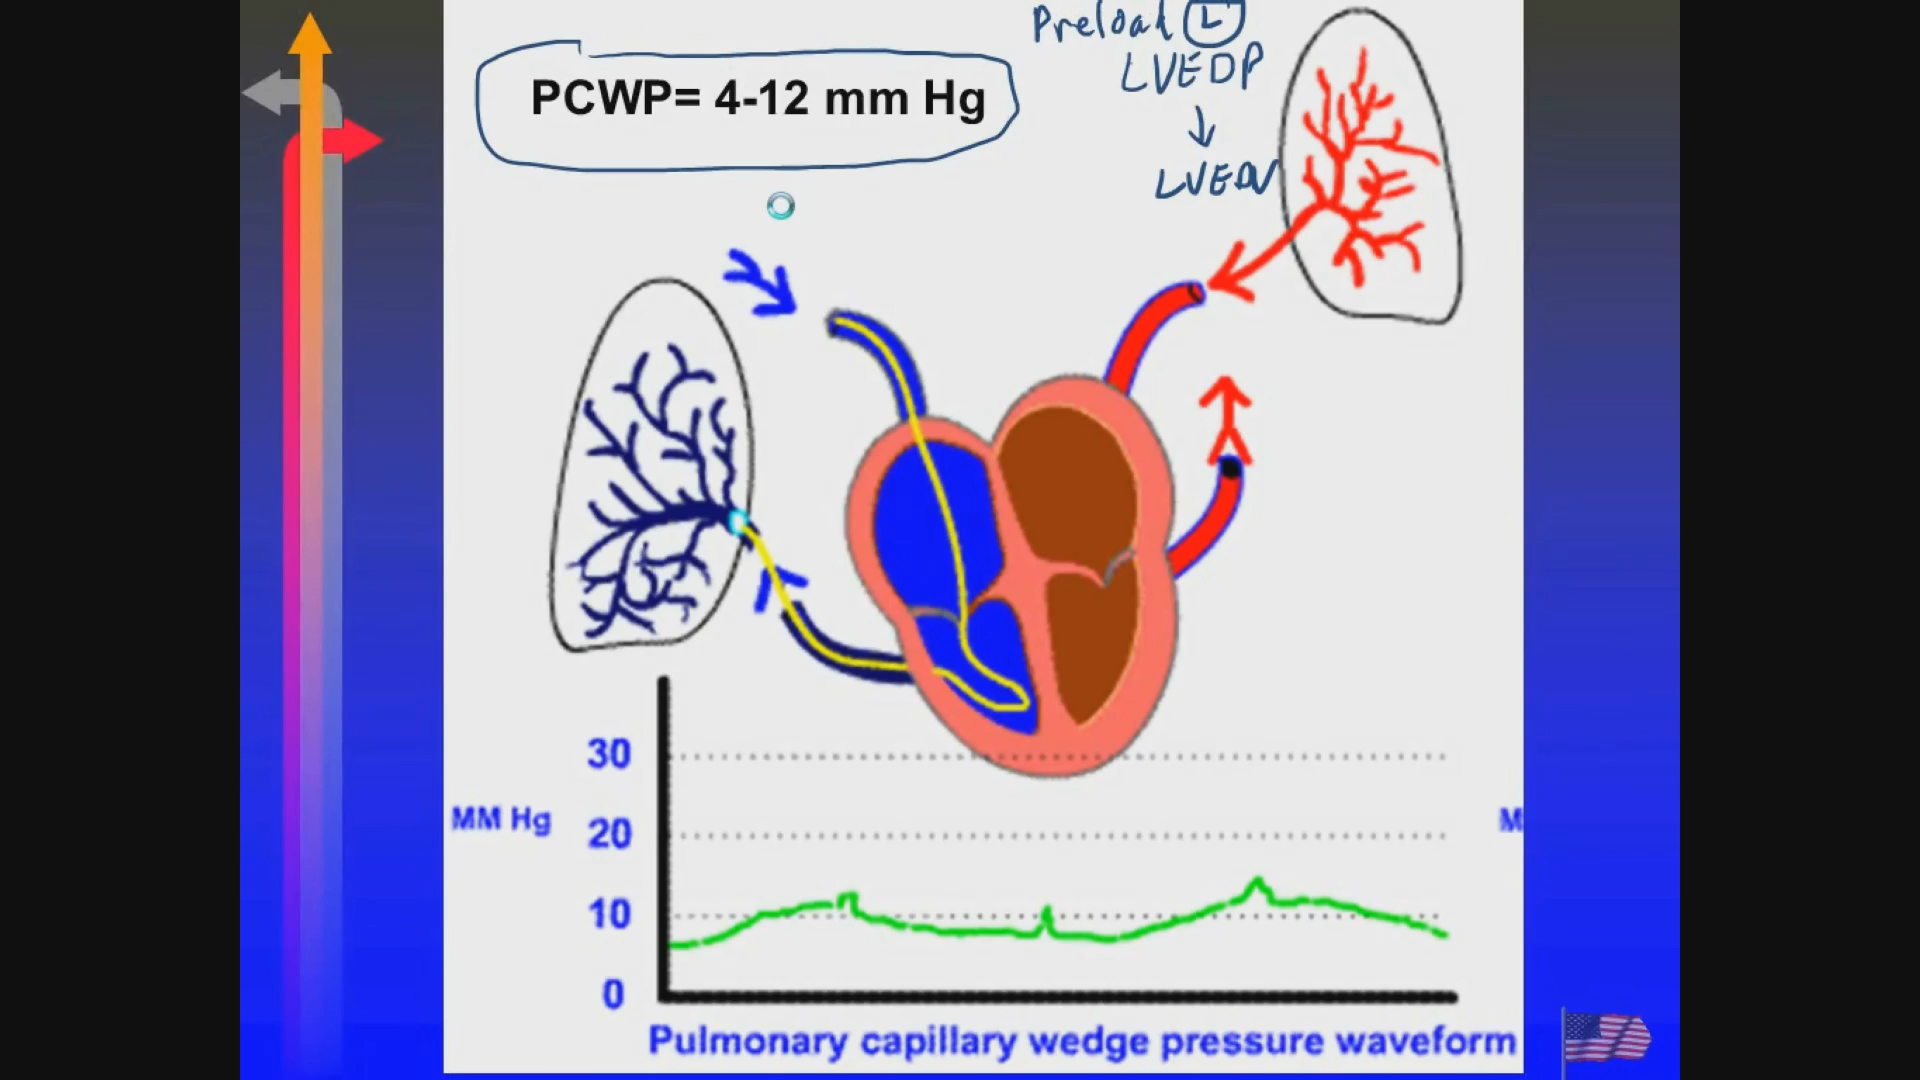 Preload L
LVEDP
PCWP= 4-12 mm Hg
LVEDV
30
MM Hg
M
20
10
0
Pulmonary capillary wedge pressure waveform